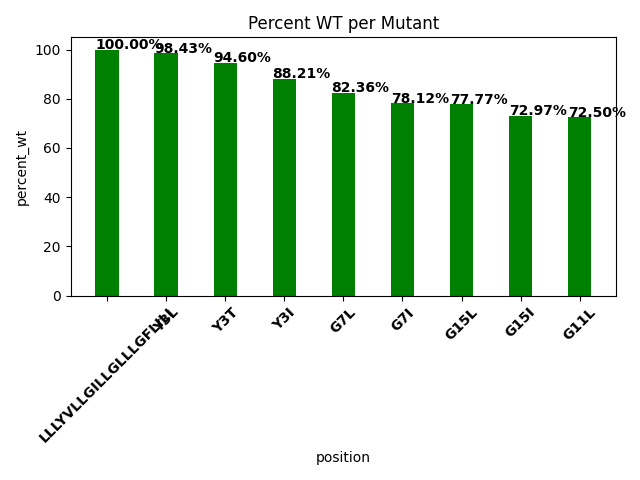 Percent WT per Mutant
percent_wt
100
80
60
40
20
0
100.00%
98.43%
94.60%
88.21%
82.36%
78.12%
77.77%
72.97%
72.50%
Y3L
Y3T
Y3I
G7L
G7I
G15L
G15I
G11L
position